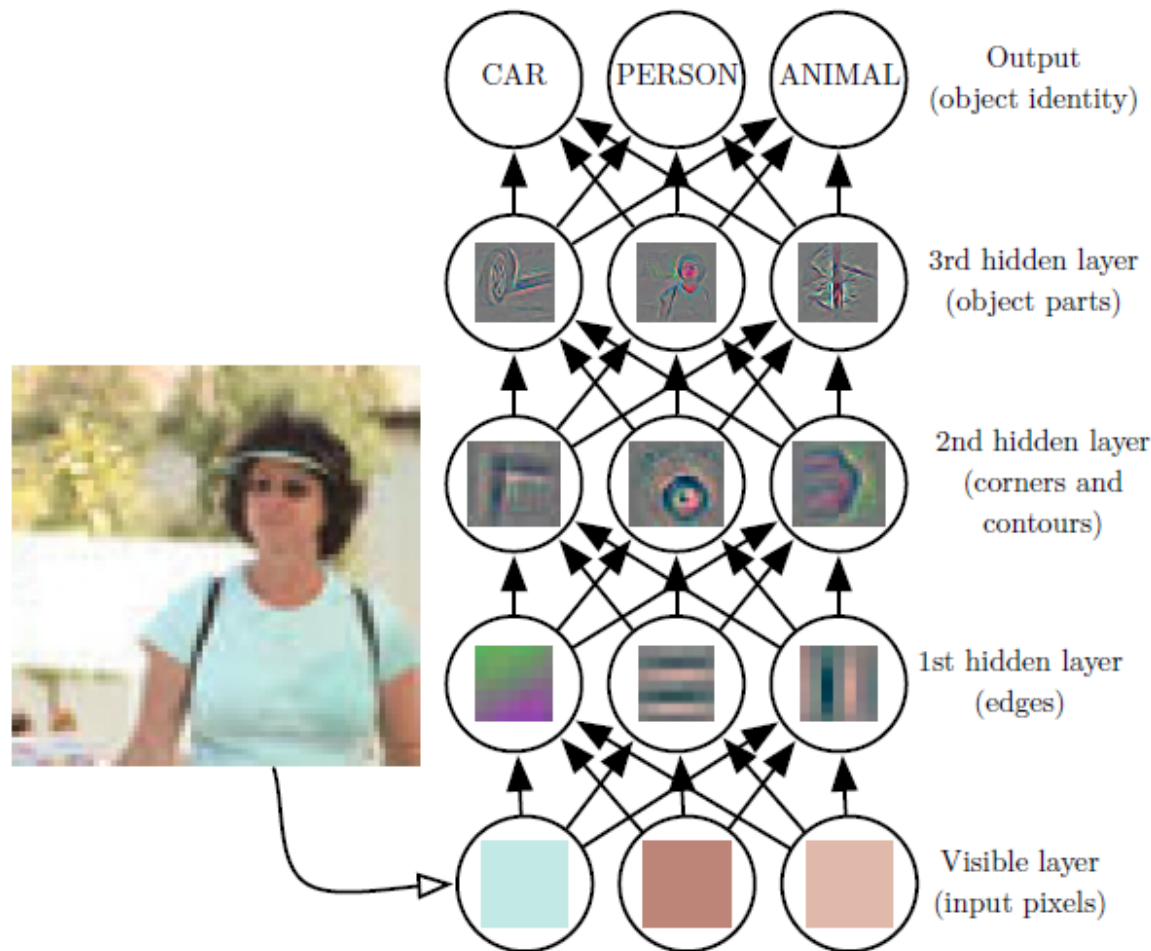 CAR
PERSON
ANIMAL
Output
(object identity)
3rd hidden layer
(object parts)
2nd hidden layer
(corners and
contours)
1st hidden layer
(edges)
Visible layer
(input pixels)